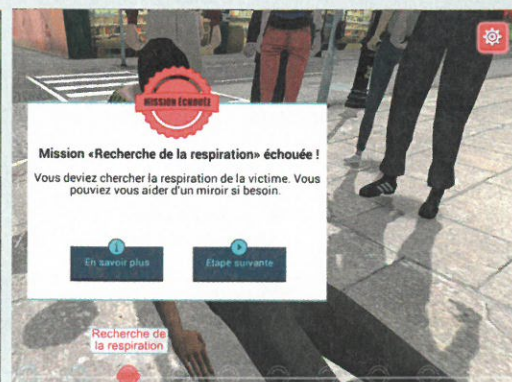 MISSION ÉCHOUÉE
Mission «Recherche de la respiration» échouée !
Vous deviez chercher la respiration de la victime. Vous
pouviez vous aider d'un miroir si besoin.
En savoir plus
Étape suivante
Recherche de
la respiration